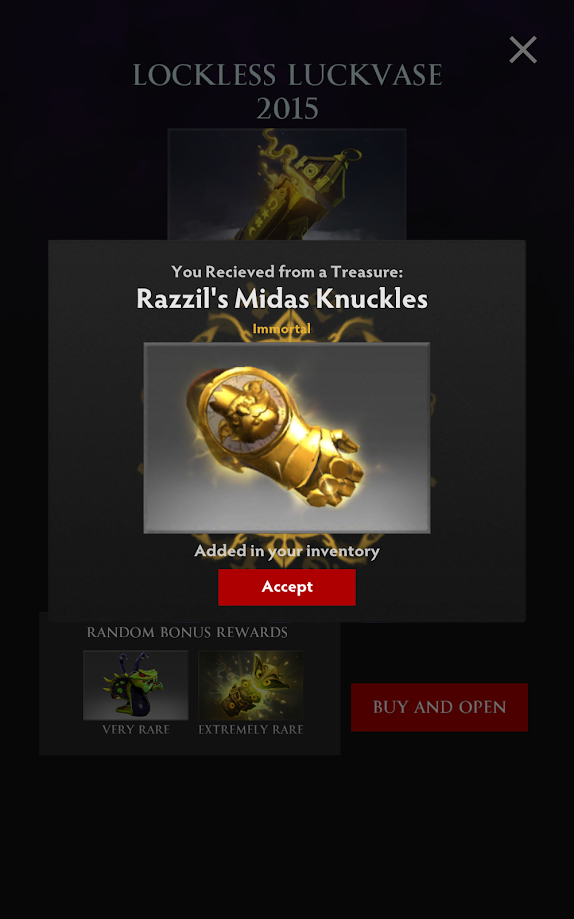 LOCKLESS LUCKVASE
2015
You Recieved from a Treasure:
Razzil's Midas Knuckles
Immortal
Added in your inventory
Accept
RANDOM BONUS REWARDS
VERY RARE
EXTREMELY RARE
BUY AND OPEN